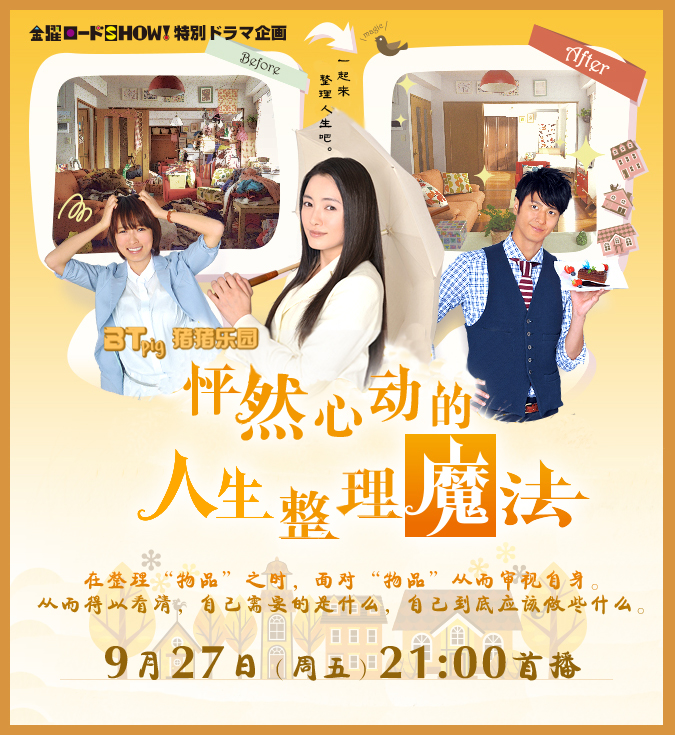 金曜ロードSHOW!特別ドラマ企画
Before
一起来
整理人生吧。
Magic
After
BTpig 猪猪乐园
怦然心动的
人生整理魔法
在整理“物品”之时，面对“物品”从而审视自身。
从而得以看清，自己需要的是什么，自己到底应该做些什么。
9月27日（周五）21:00首播